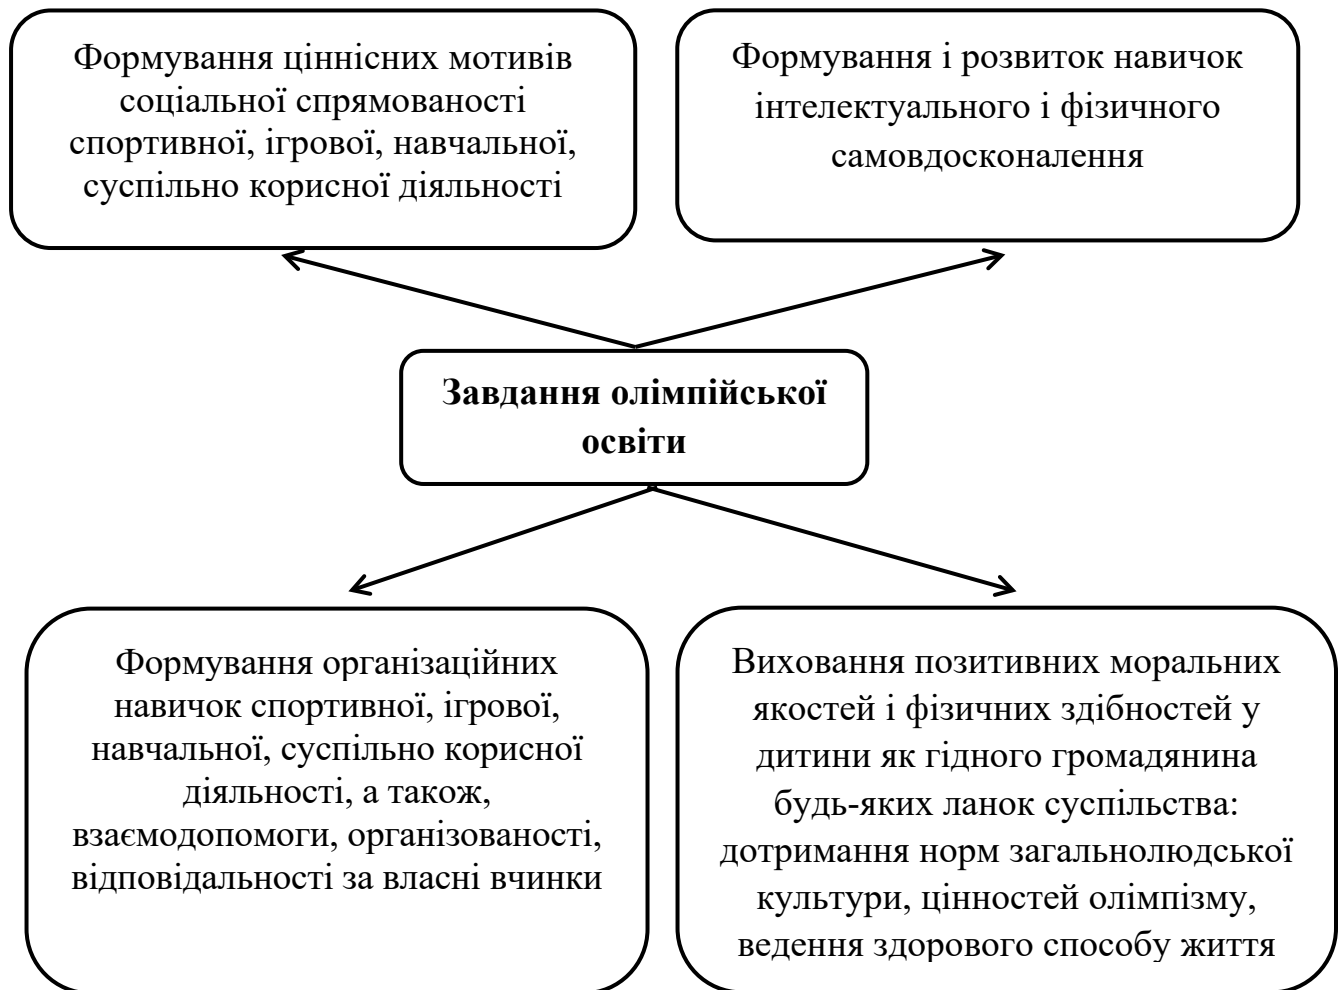 Формування ціннісних мотивів
соціальної спрямованості
спортивної, ігрової, навчальної,
суспільно корисної діяльності
Формування і розвиток навичок
інтелектуального і фізичного
самовдосконалення
Завдання олімпійської
освіти
Формування організаційних
навичок спортивної, ігрової,
навчальної, суспільно корисної
діяльності, а також,
взаємодопомоги, організованості,
відповідальності за власні вчинки
Виховання позитивних моральних
якостей і фізичних здібностей у
дитини як гідного громадянина
будь-яких ланок суспільства:
дотримання норм загальнолюдської
культури, цінностей олімпізму,
ведення здорового способу життя